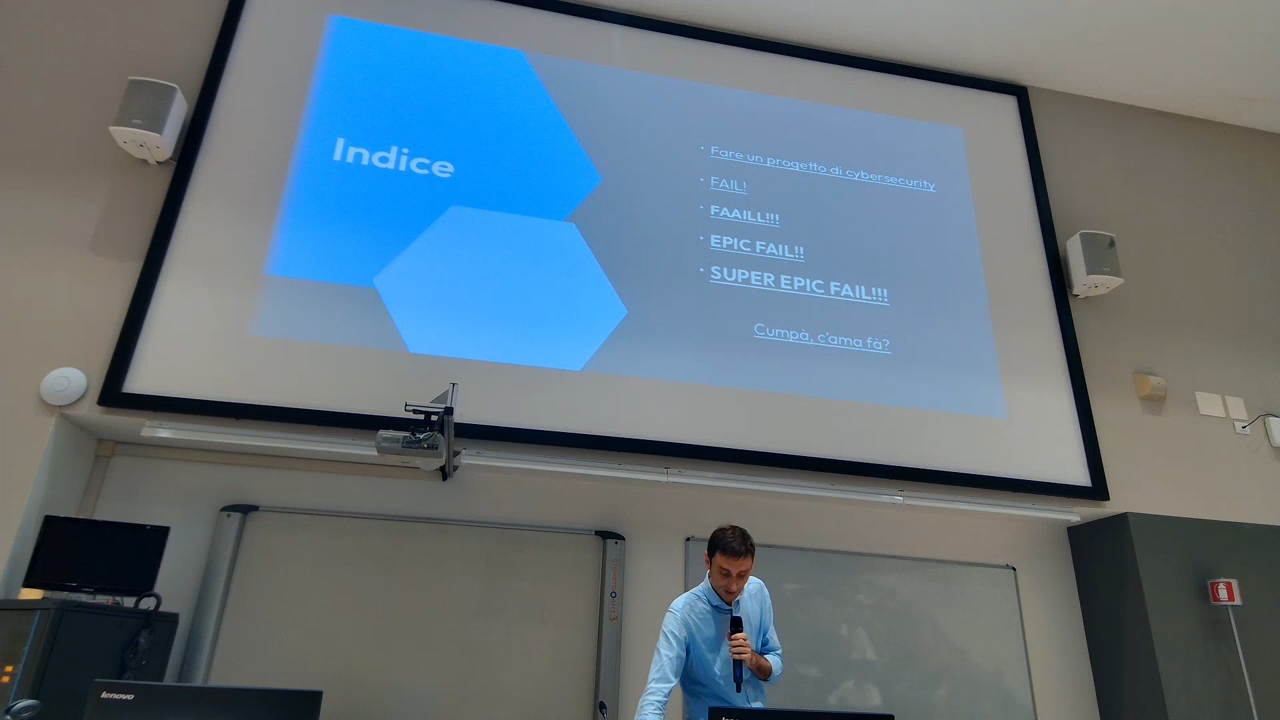 Indice
Fare un progetto di cybersecurity
FAIL!
FAAILL!!!
EPIC FAIL!!
SUPER EPIC FAIL!!!
Cumpà, c'ama fà?
lenovo